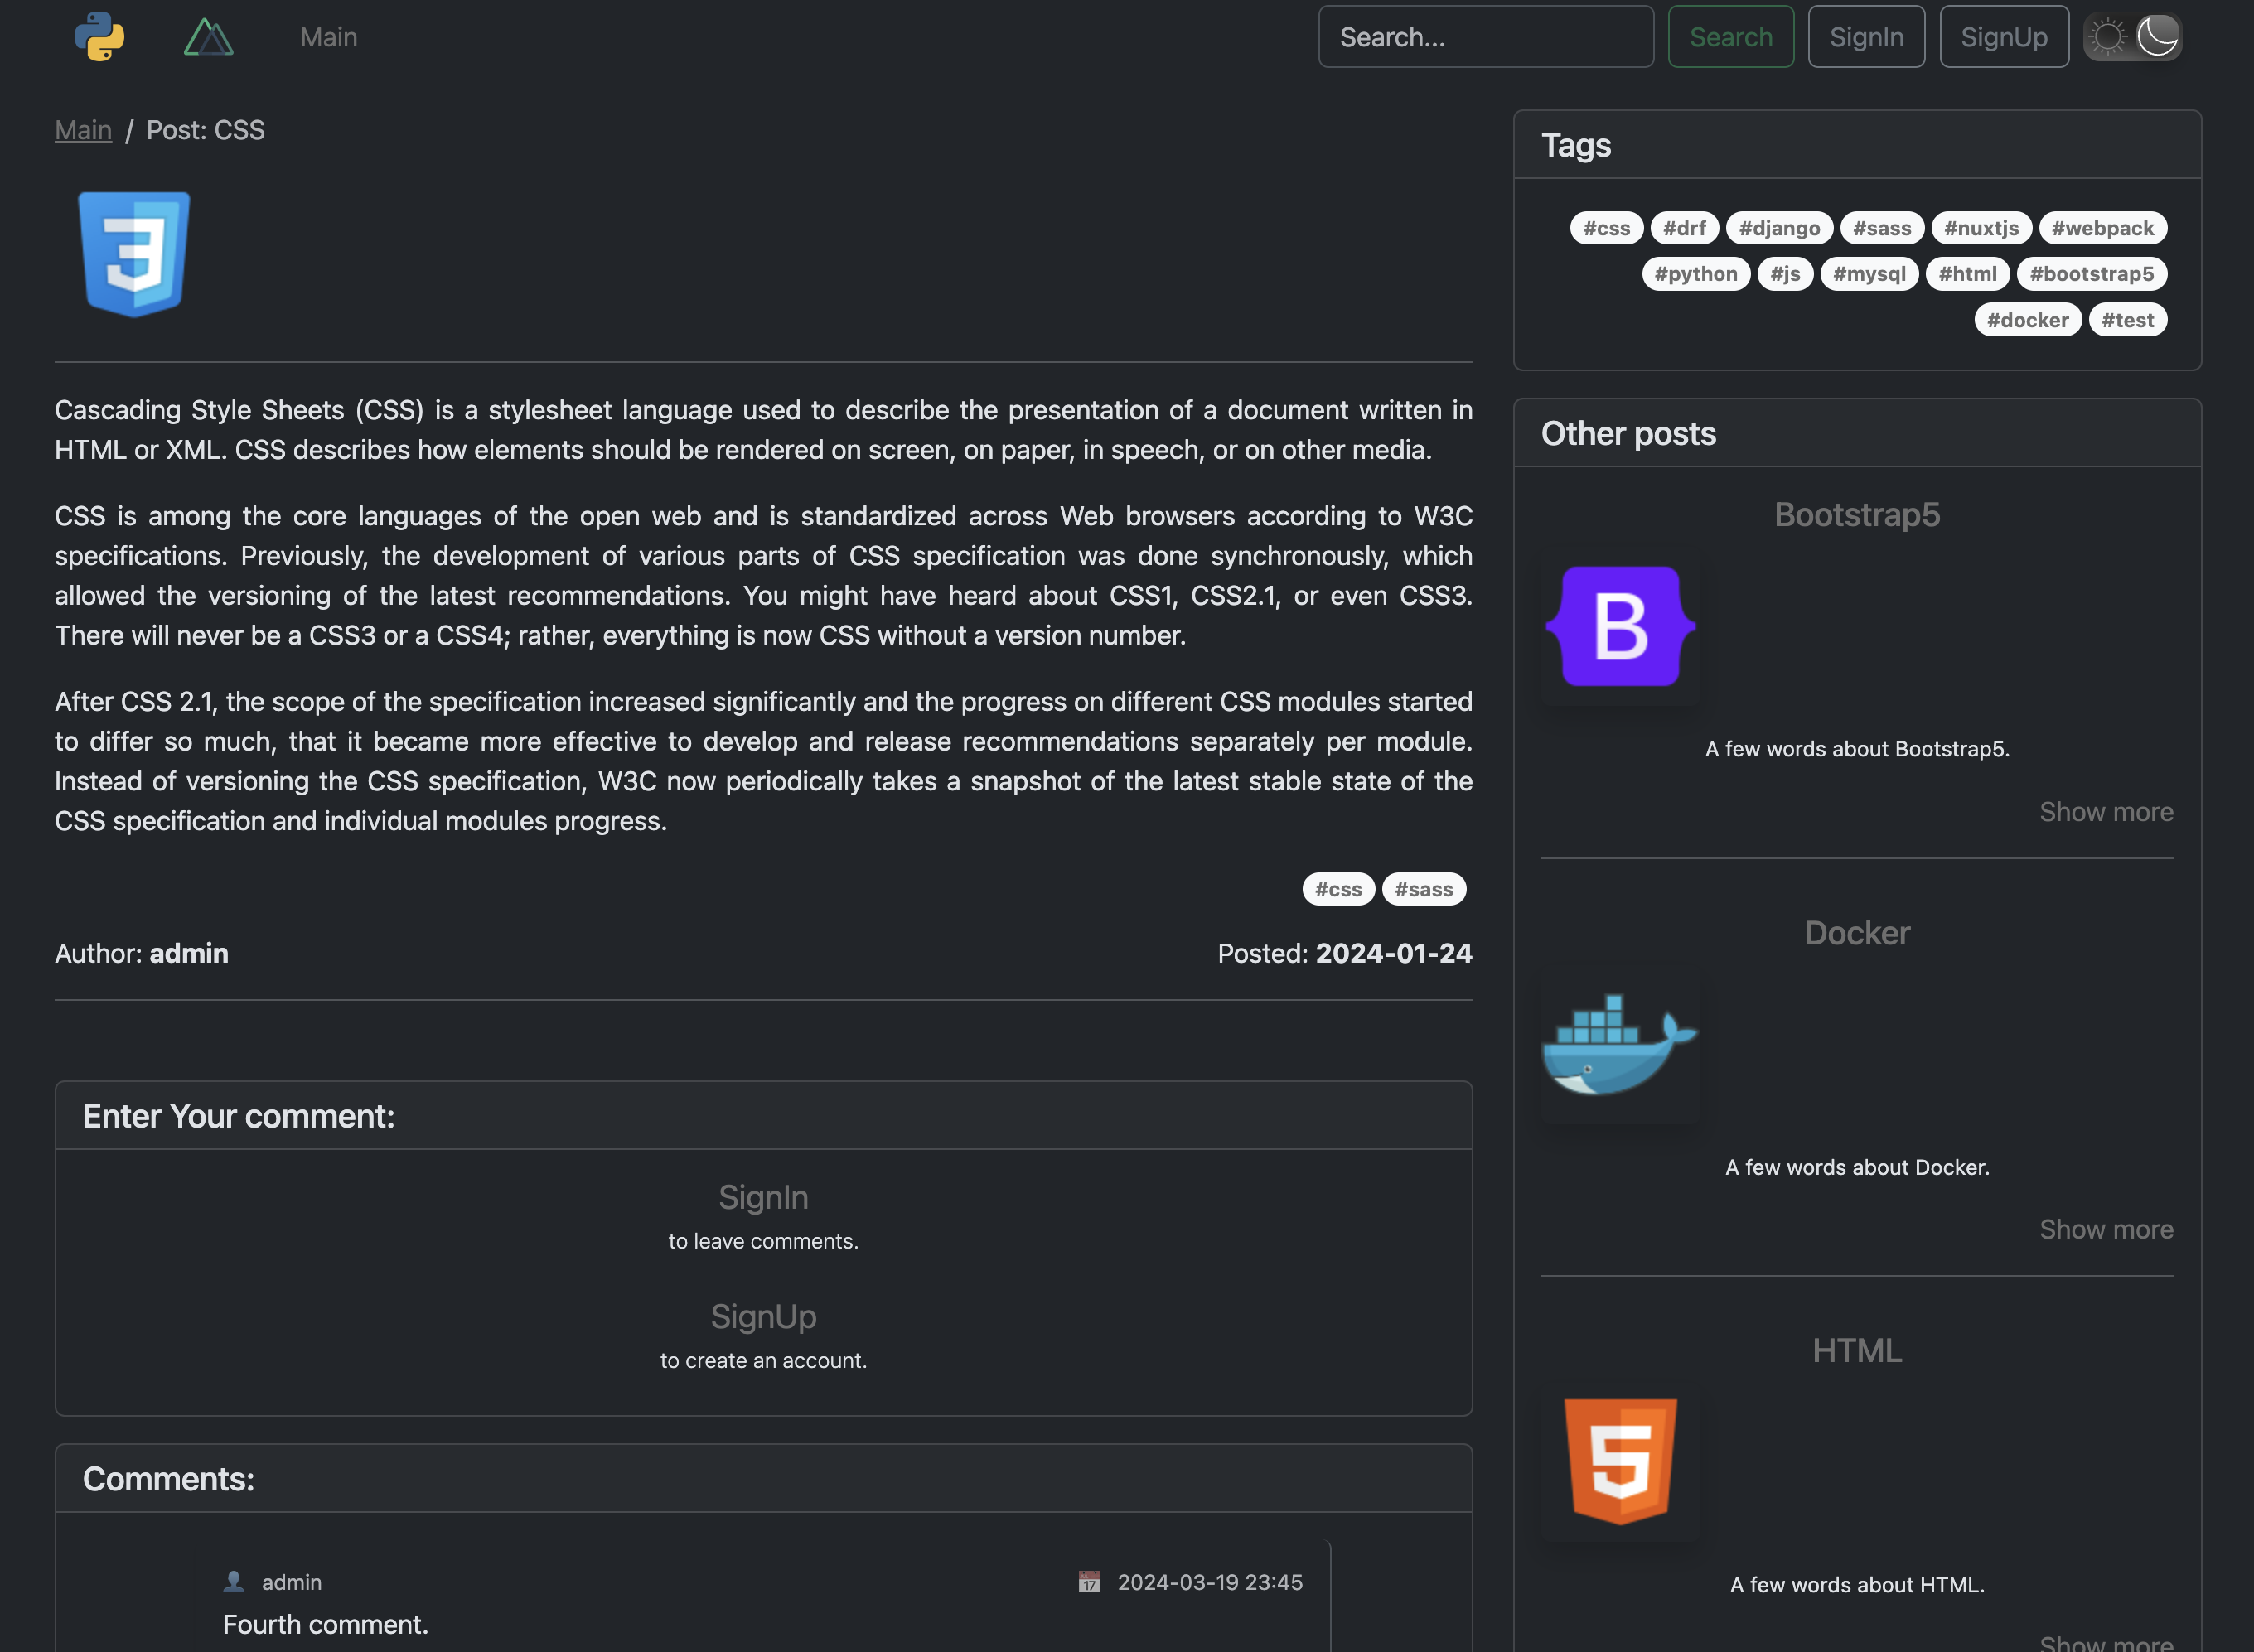 Main
Search...
Search
SignIn
SignUp
Main / Post: CSS
Cascading Style Sheets (CSS) is a stylesheet language used to describe the presentation of a document written in
HTML or XML. CSS describes how elements should be rendered on screen, on paper, in speech, or on other media.
CSS is among the core languages of the open web and is standardized across Web browsers according to W3C
specifications. Previously, the development of various parts of CSS specification was done synchronously, which
allowed the versioning of the latest recommendations. You might have heard about CSS1, CSS2.1, or even CSS3.
There will never be a CSS3 or a CSS4; rather, everything is now CSS without a version number.
After CSS 2.1, the scope of the specification increased significantly and the progress on different CSS modules started
to differ so much, that it became more effective to develop and release recommendations separately per module.
Instead of versioning the CSS specification, W3C now periodically takes a snapshot of the latest stable state of the
CSS specification and individual modules progress.
#css #sass
Author: admin
Posted: 2024-01-24
Enter Your comment:
SignIn
to leave comments.
SignUp
to create an account.
Comments:
admin
17
2024-03-19 23:45
Fourth comment.
Tags
#css #drf #django #sass #nuxtjs #webpack
#python #js #mysql #html #bootstrap5
#docker #test
Other posts
Bootstrap5
B
A few words about Bootstrap5.
Show more
Docker
A few words about Docker.
Show more
HTML
5
A few words about HTML.
Show more